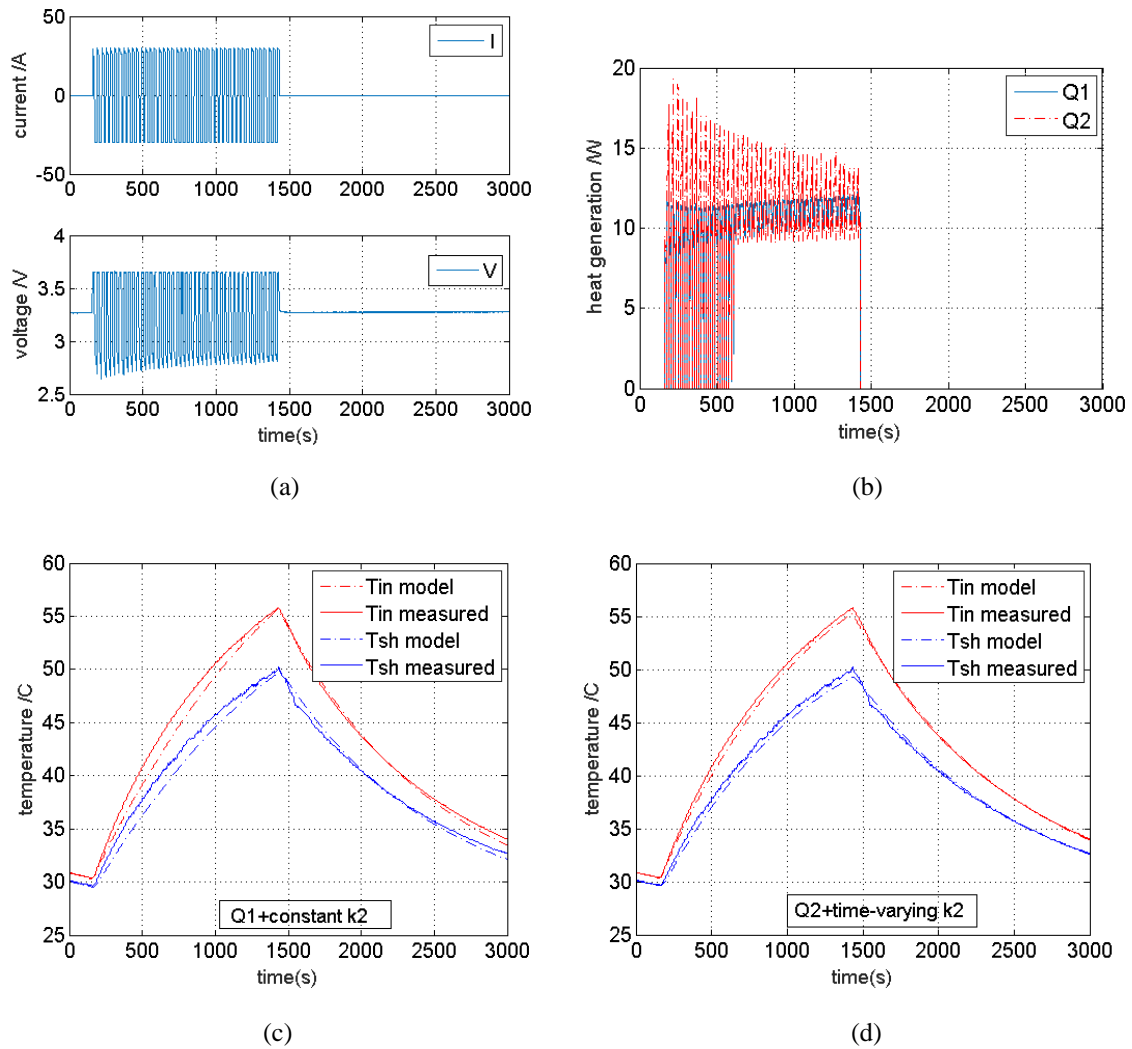 50
0
-50
current /A
I
0 500 1000 1500 2000 2500 3000
4
3.5
3
2.5
voltage /V
V
0 500 1000 1500 2000 2500 3000
time(s)
(a)
20
15
10
5
0
heat generation /W
Q1
Q2
0 500 1000 1500 2000 2500 3000
time(s)
(b)
60
55
50
45
40
35
30
25
temperature /C
Tin model
Tin measured
Tsh model
Tsh measured
Q1+constant k2
0 500 1000 1500 2000 2500 3000
time(s)
(c)
60
55
50
45
40
35
30
25
temperature /C
Tin model
Tin measured
Tsh model
Tsh measured
Q2+time-varying k2
0 500 1000 1500 2000 2500 3000
time(s)
(d)